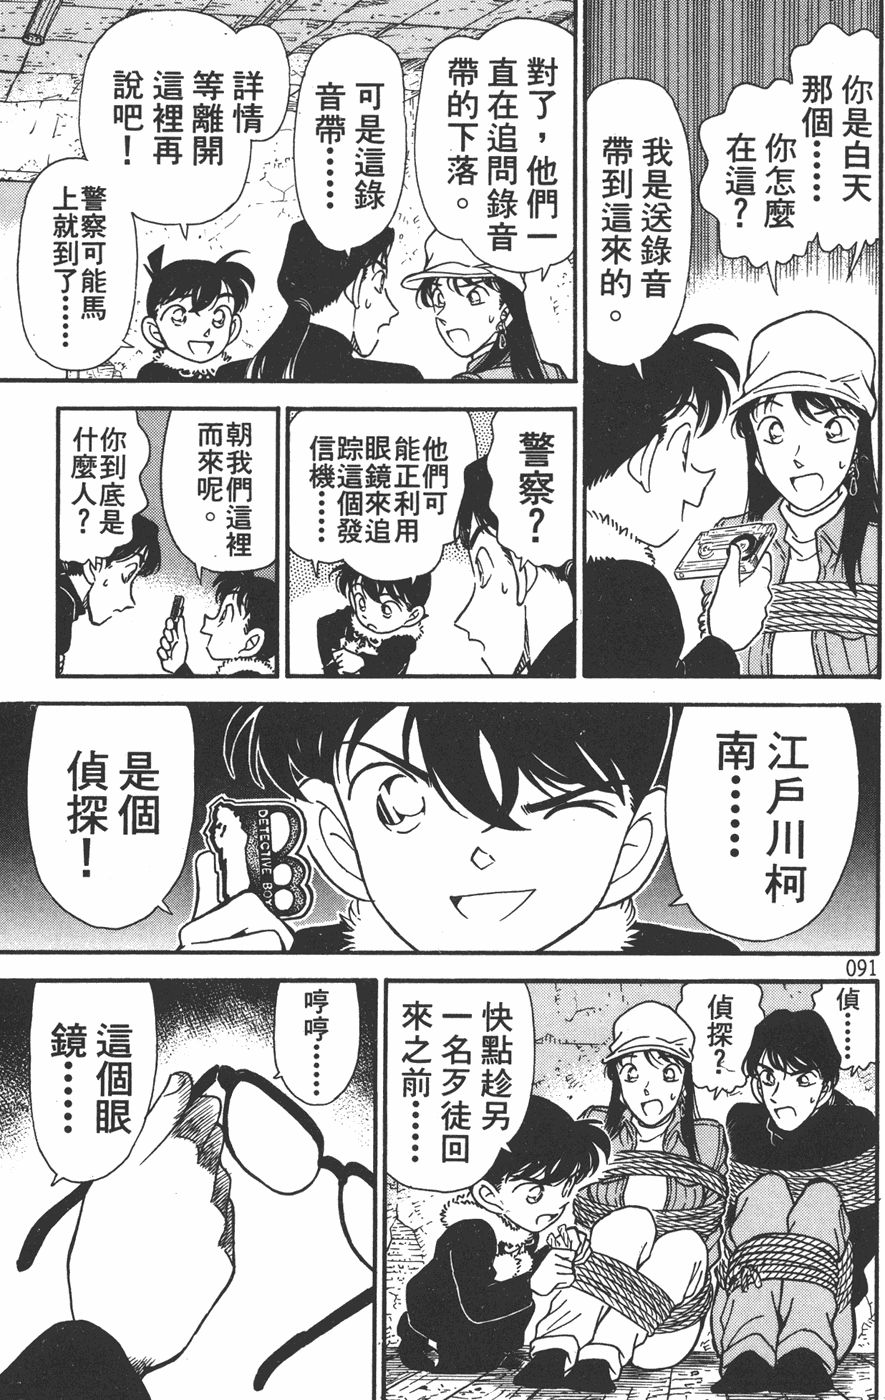 你是白天
那個……
你怎麼
在這？
我是送錄音
帶到這來的。
對了，他們一
直在追問錄音
帶的下落。
可是這錄
音帶……
詳情
等離開
這裡再
說吧！
警察可能馬
上就到了……
警察？
他們可
能正利用
眼鏡來追
踪這個發
信機……
朝我們這裡
而來呢。
你到底是
什麼人？
江戶川柯
南……
是個
偵探！
DETECTIVE BOY
B
091
偵……
偵探？
快點趁另
一名歹徒回
來之前……
哼哼……
這個眼
鏡……